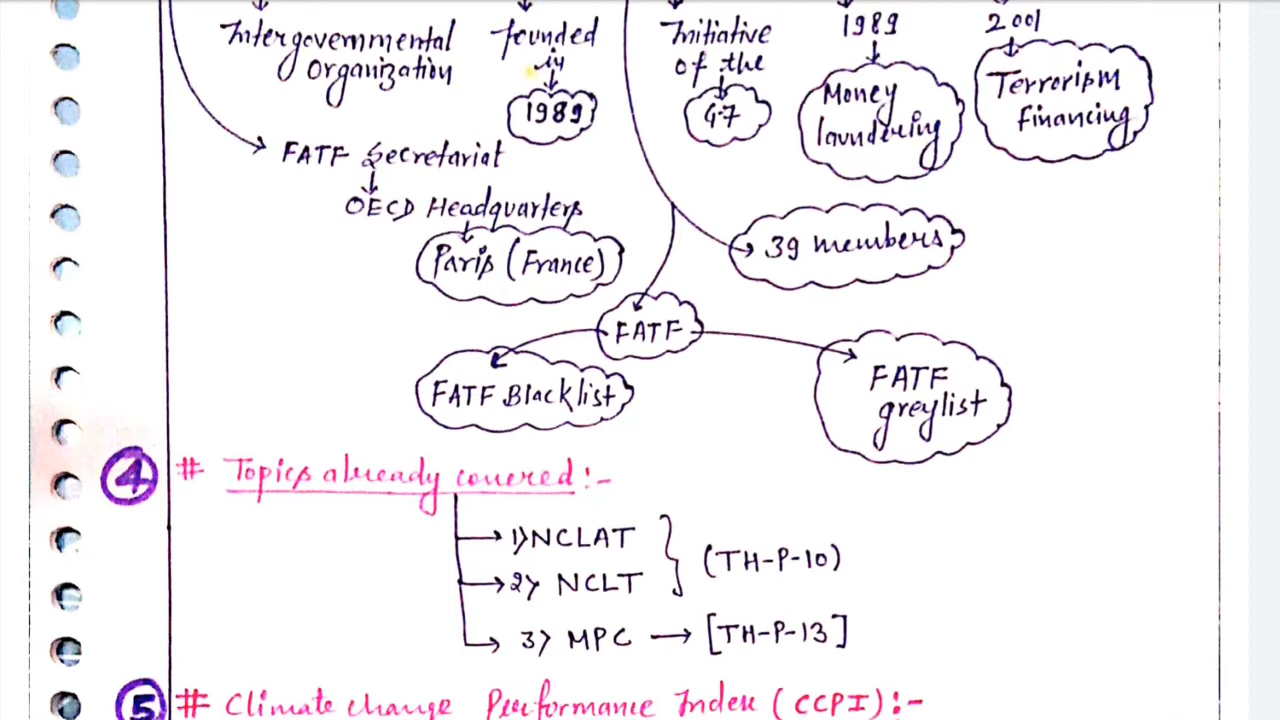 Intergovernmental
Organization
founded
in
1989
Initiative
of the
G-7
1989
Money
laundering
2001
Terrorism
Financing
FATF Secretariat
OECD Headquarters
Paris (France)
39 members
FATF
FATF Blacklist
FATF
greylist
4 # Topics already covered :-
1) NCLAT
2) NCLT
(TH-P-10)
3) MPC → [TH-P-13]
5 # Climate change Performance Index (CCPI) :-